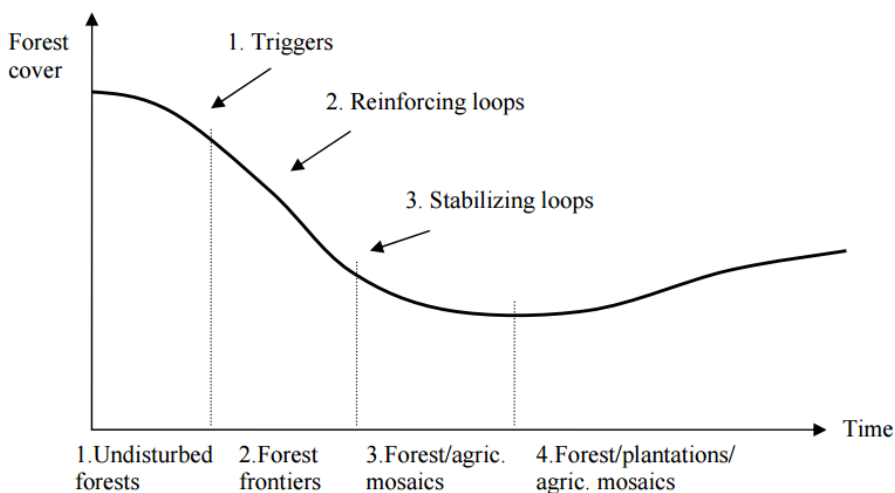 Forest
cover
1. Triggers
2. Reinforcing loops
3. Stabilizing loops
Time
1.Undisturbed
forests
2.Forest
frontiers
3.Forest/agric.
mosaics
4.Forest/plantations/
agric. mosaics